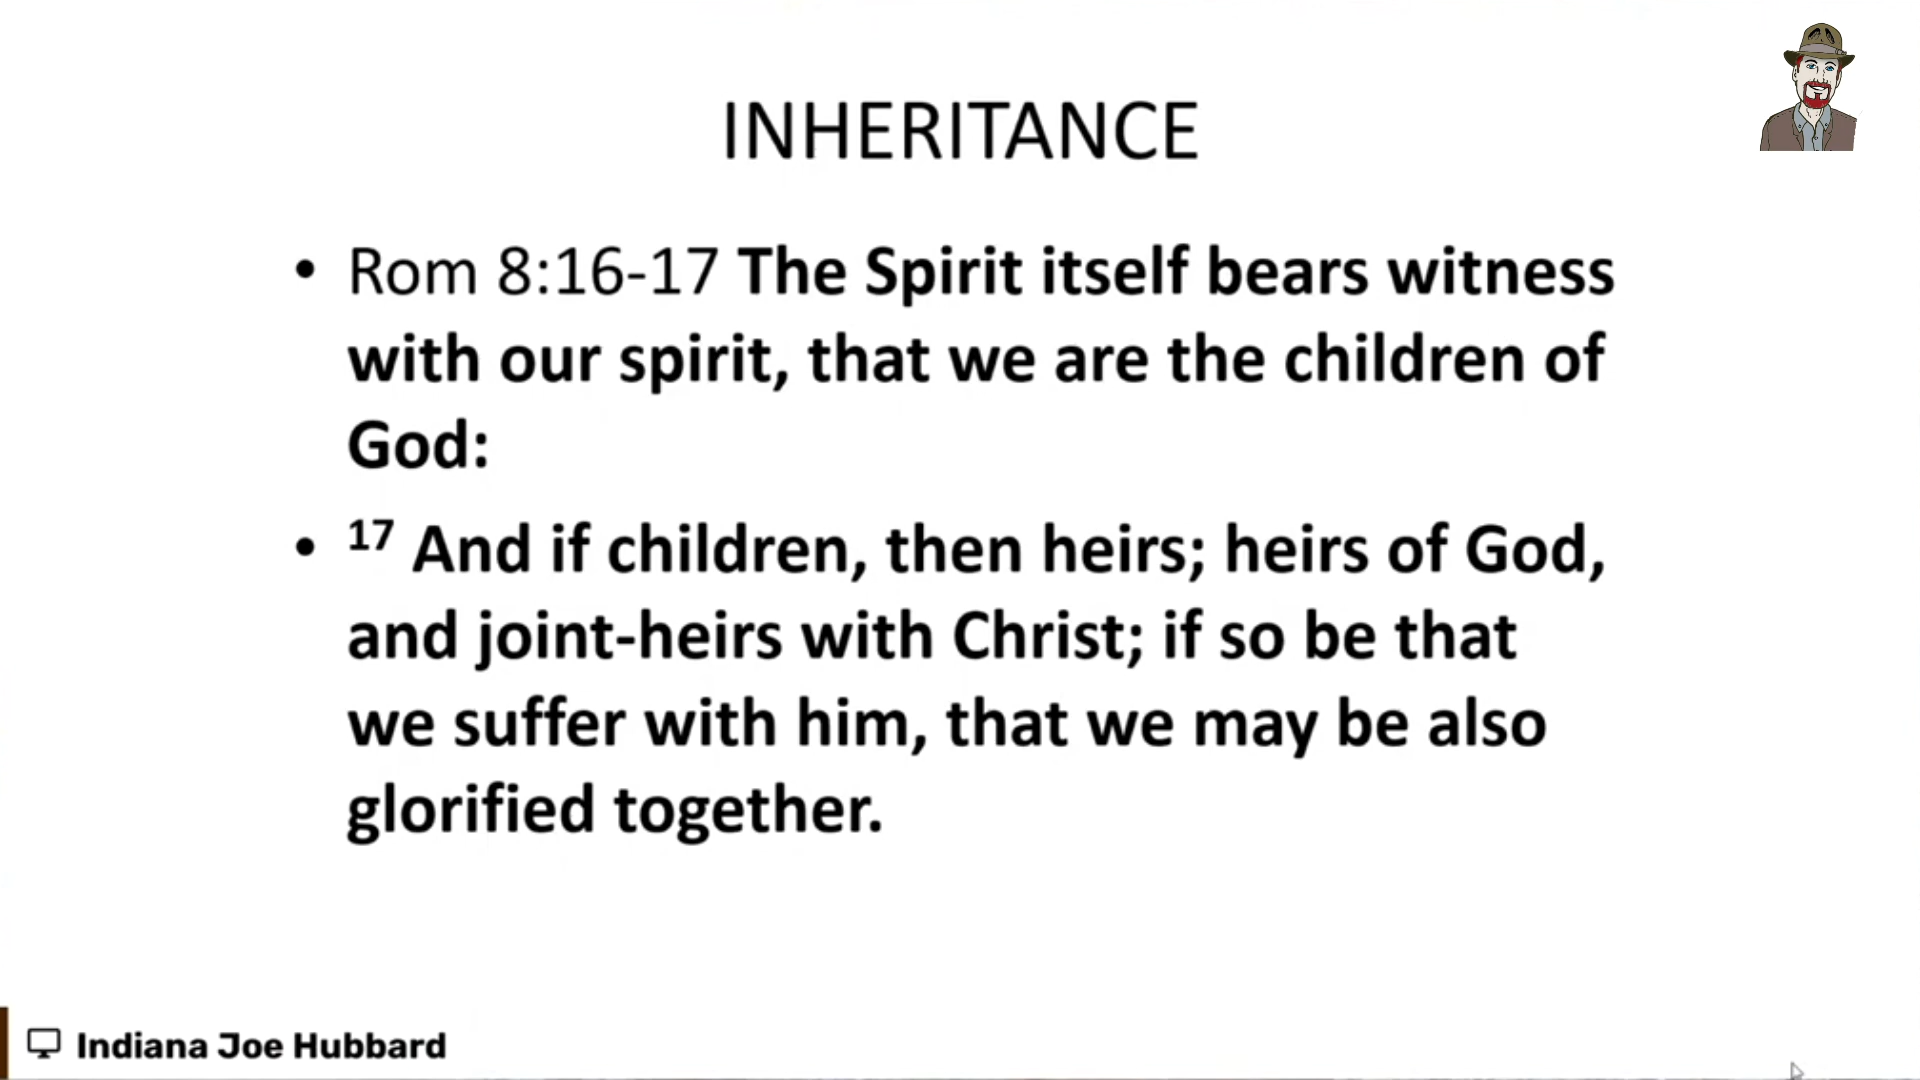 INHERITANCE
• Rom 8:16-17 The Spirit itself bears witness
with our spirit, that we are the children of
God:
• 17 And if children, then heirs; heirs of God,
and joint-heirs with Christ; if so be that
we suffer with him, that we may be also
glorified together.
Indiana Joe Hubbard